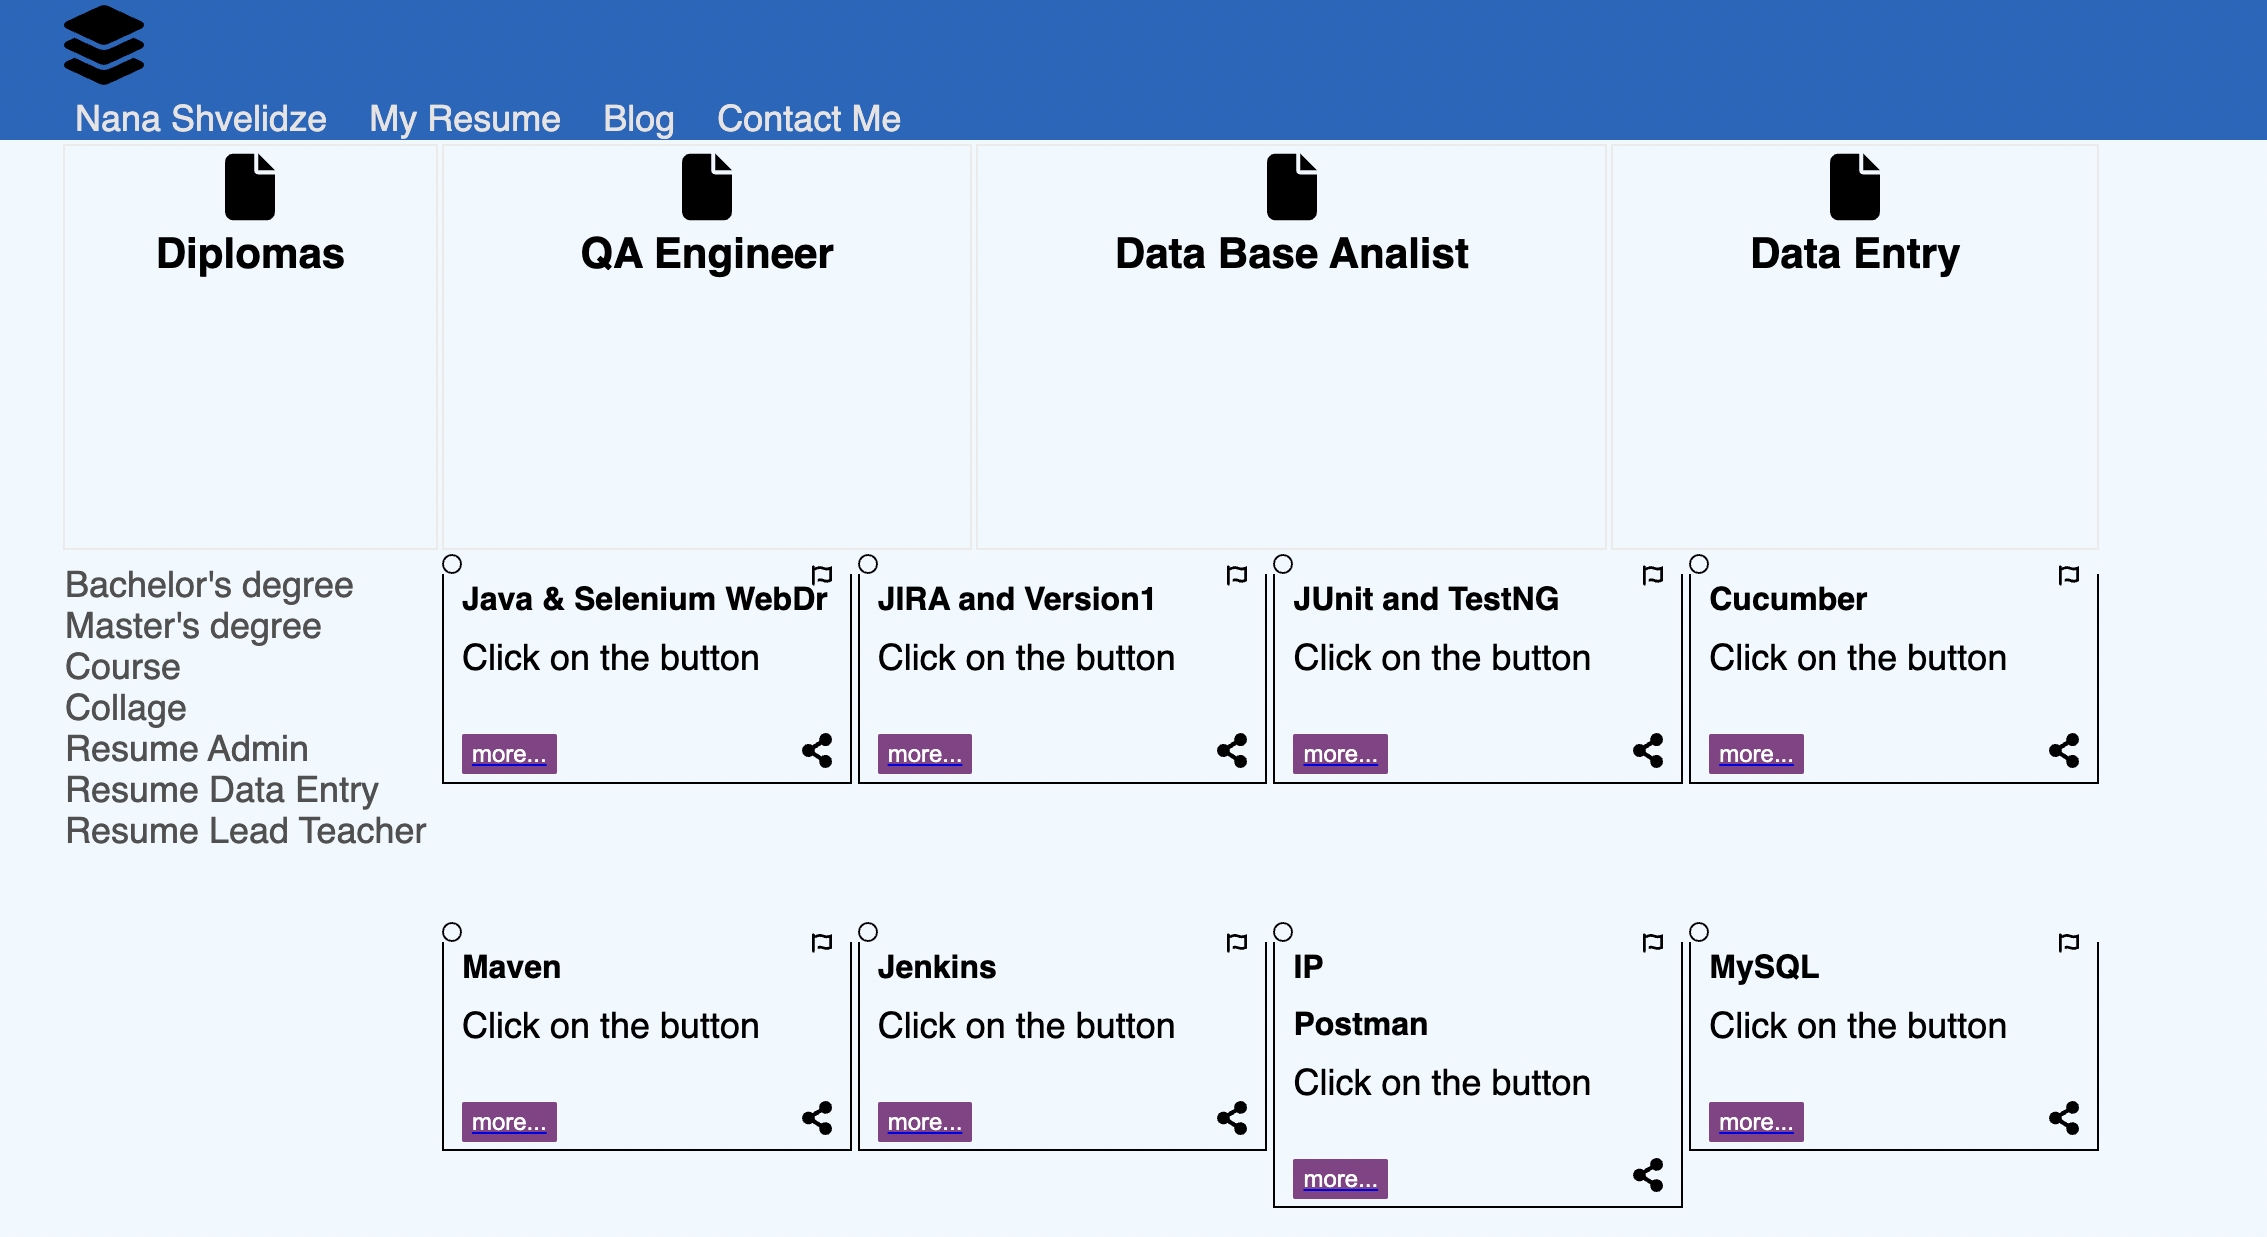 Nana Shvelidze My Resume Blog Contact Me
Diplomas
QA Engineer
Data Base Analist
Data Entry
Bachelor's degree
Master's degree
Course
Collage
Resume Admin
Resume Data Entry
Resume Lead Teacher
Java & Selenium WebDr
Click on the button
more...
JIRA and Version1
Click on the button
more...
JUnit and TestNG
Click on the button
more...
Cucumber
Click on the button
more...
Maven
Click on the button
more...
Jenkins
Click on the button
more...
IP
Postman
Click on the button
more...
MySQL
Click on the button
more...